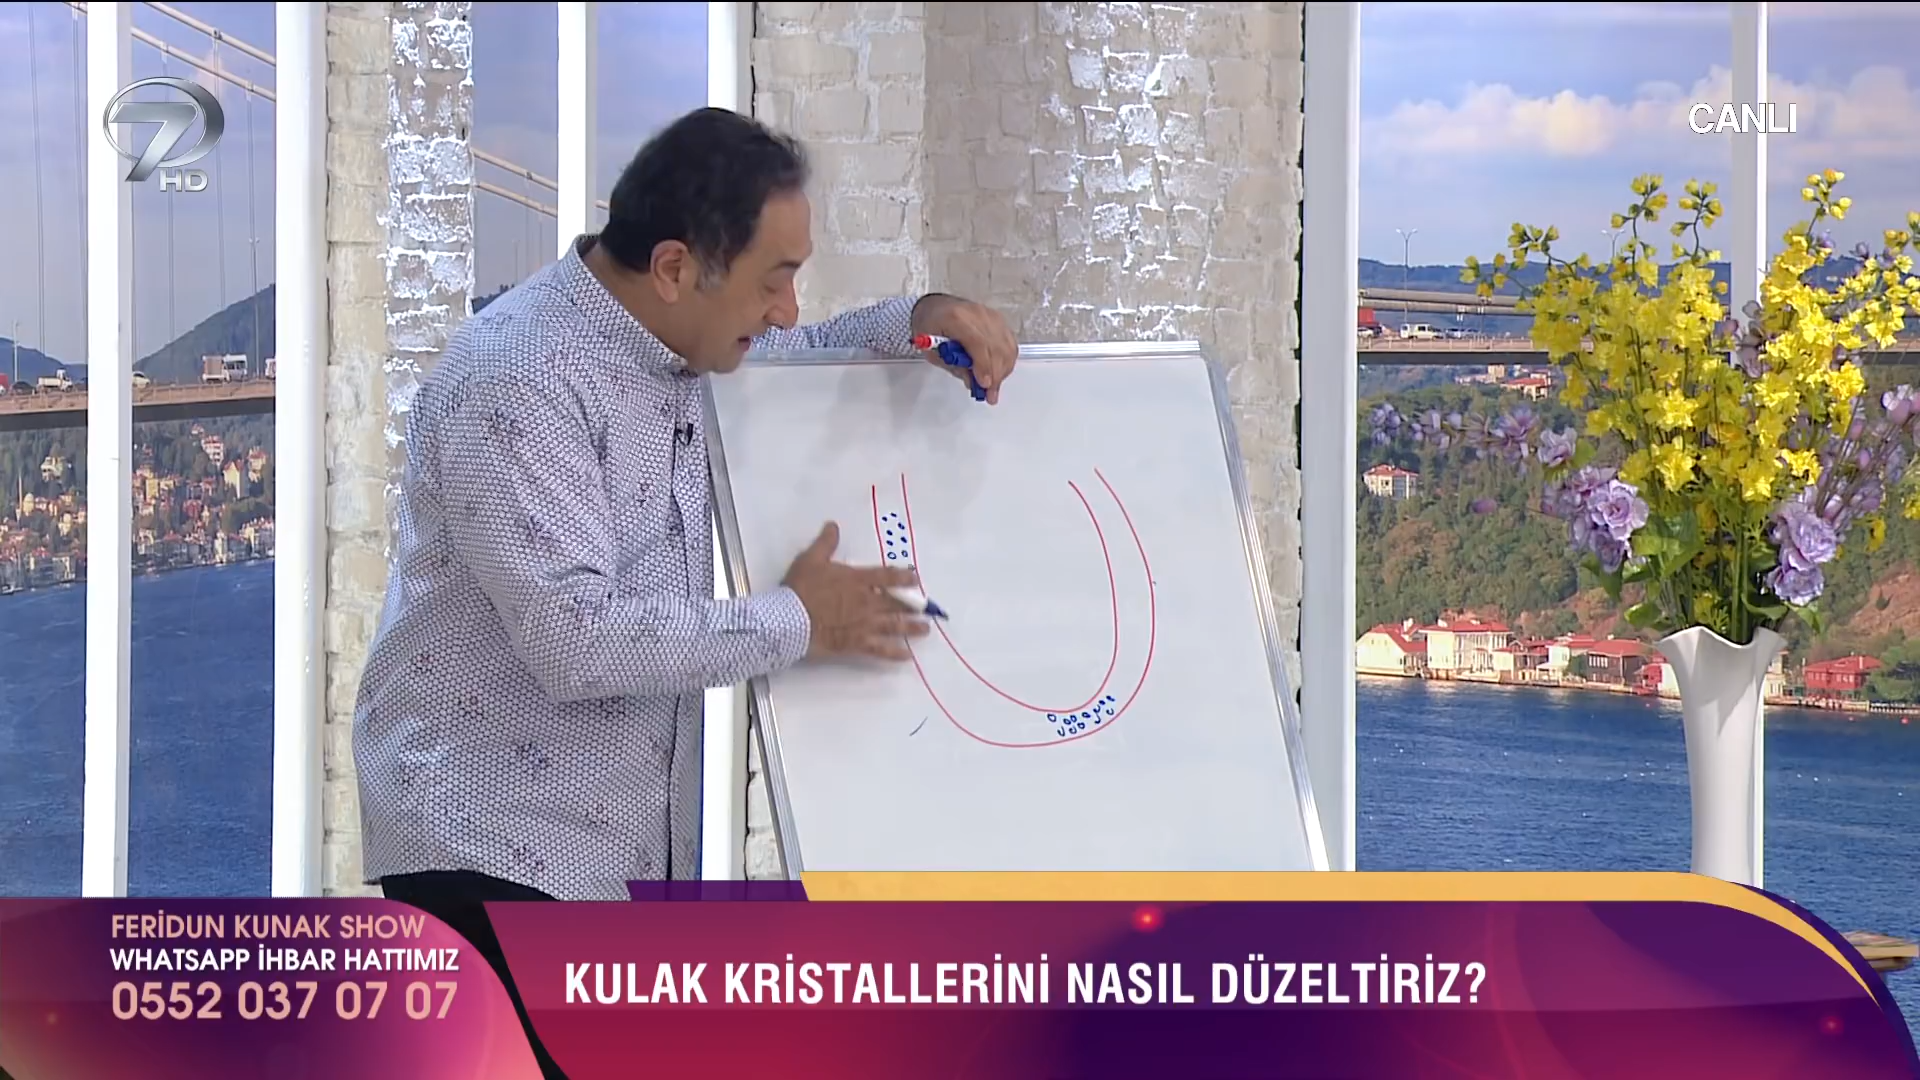 7
HD
CANLI
FERİDUN KUNAK SHOW
WHATSAPP İHBAR HATTIMIZ
0552 037 07 07
KULAK KRİSTALLERİNİ NASIL DÜZELTİRİZ?